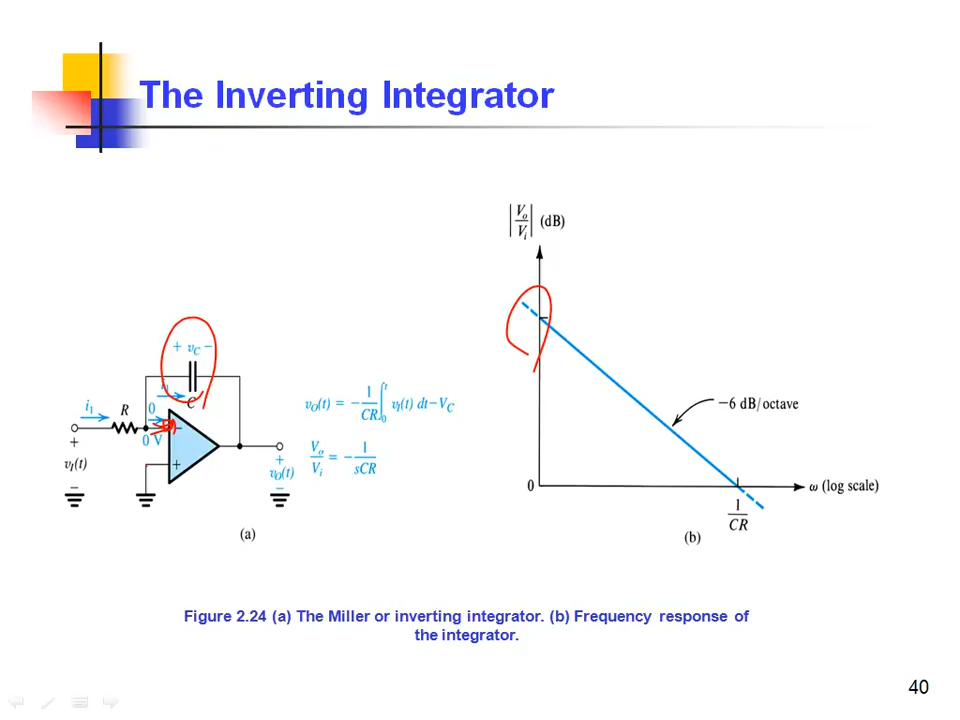 The Inverting Integrator
|Vo/Vi| (dB)
+ vC −
i1
C
i1
R
0
0 V
−
+
+
vI(t)
−
+
vO(t)
−
vO(t) = − 1/CR ∫0t vI(t) dt − VC
Vo/Vi = − 1/sCR
−6 dB/octave
0
ω (log scale)
1/CR
(a)
(b)
Figure 2.24 (a) The Miller or inverting integrator. (b) Frequency response of
the integrator.
40